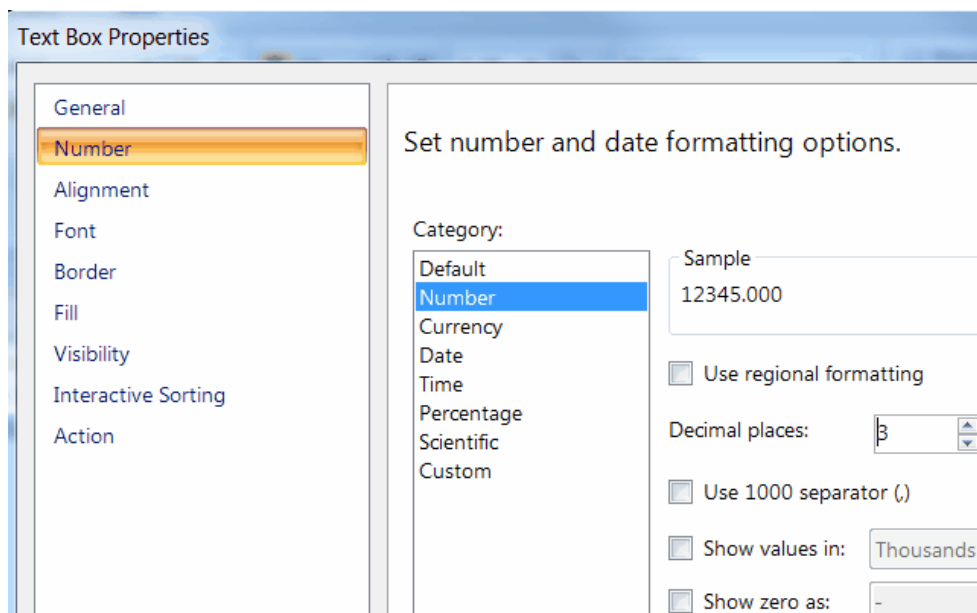 Text Box Properties
General
Number
Alignment
Font
Border
Fill
Visibility
Interactive Sorting
Action
Set number and date formatting options.
Category:
Default
Number
Currency
Date
Time
Percentage
Scientific
Custom
Sample
12345.000
Use regional formatting
Decimal places: 3
Use 1000 separator (,)
Show values in: Thousands
Show zero as: -